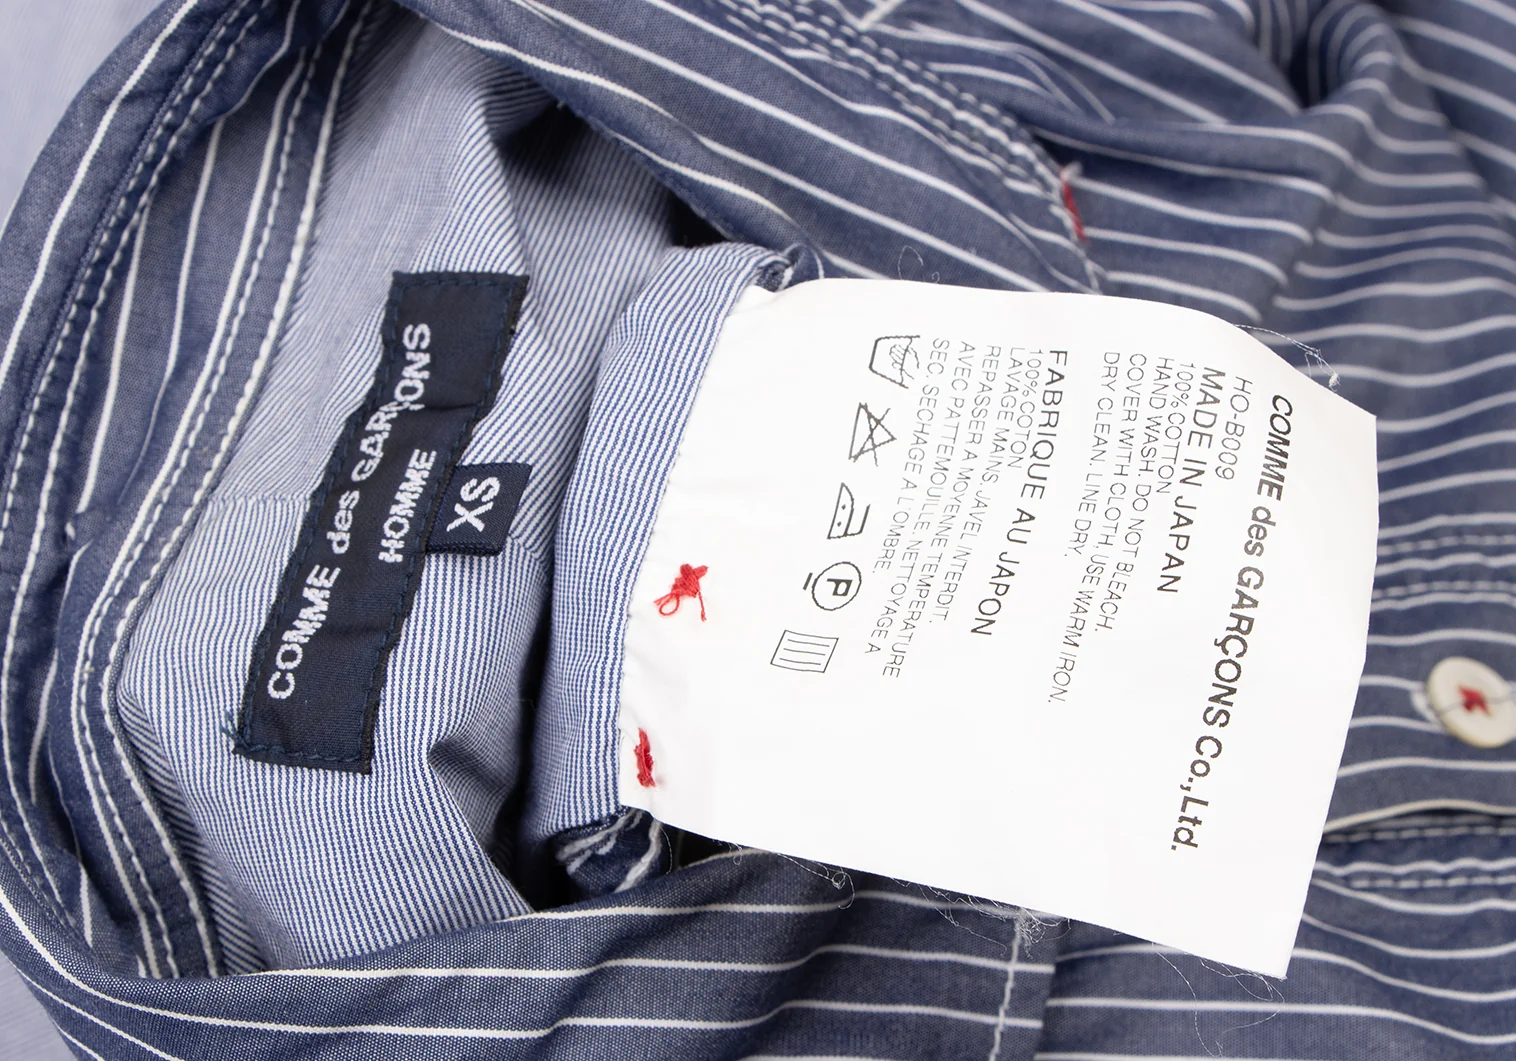 COMME des GARÇONS
HOMME
XS
COMME des GARÇONS Co.,Ltd.
HO-B009
MADE IN JAPAN
100% COTTON
HAND WASH. DO NOT BLEACH.
COVER WITH CLOTH, USE WARM IRON.
DRY CLEAN. LINE DRY.
FABRIQUE AU JAPON
100% COTON
LAVAGE MAINS. JAVEL INTERDIT.
REPASSER A MOYENNE TEMPERATURE
AVEC PATTEMOUILLE. NETTOYAGE A
SEC. SECHAGE A L'OMBRE.
P